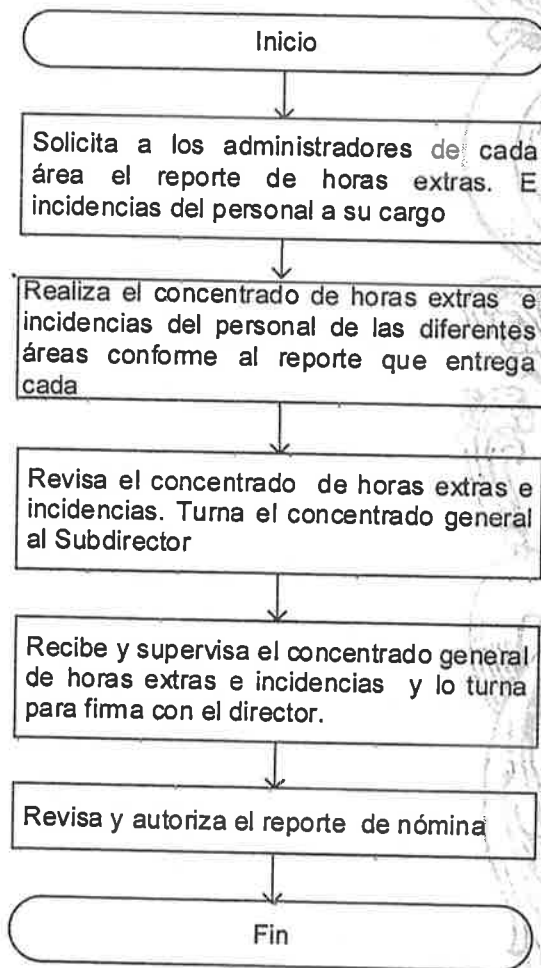 Inicio
Solicita a los administradores de cada
área el reporte de horas extras. E
incidencias del personal a su cargo
Realiza el concentrado de horas extras e
incidencias del personal de las diferentes
áreas conforme al reporte que entrega
cada
Revisa el concentrado de horas extras e
incidencias. Turna el concentrado general
al Subdirector
Recibe y supervisa el concentrado general
de horas extras e incidencias y lo turna
para firma con el director.
Revisa y autoriza el reporte de nómina
Fin